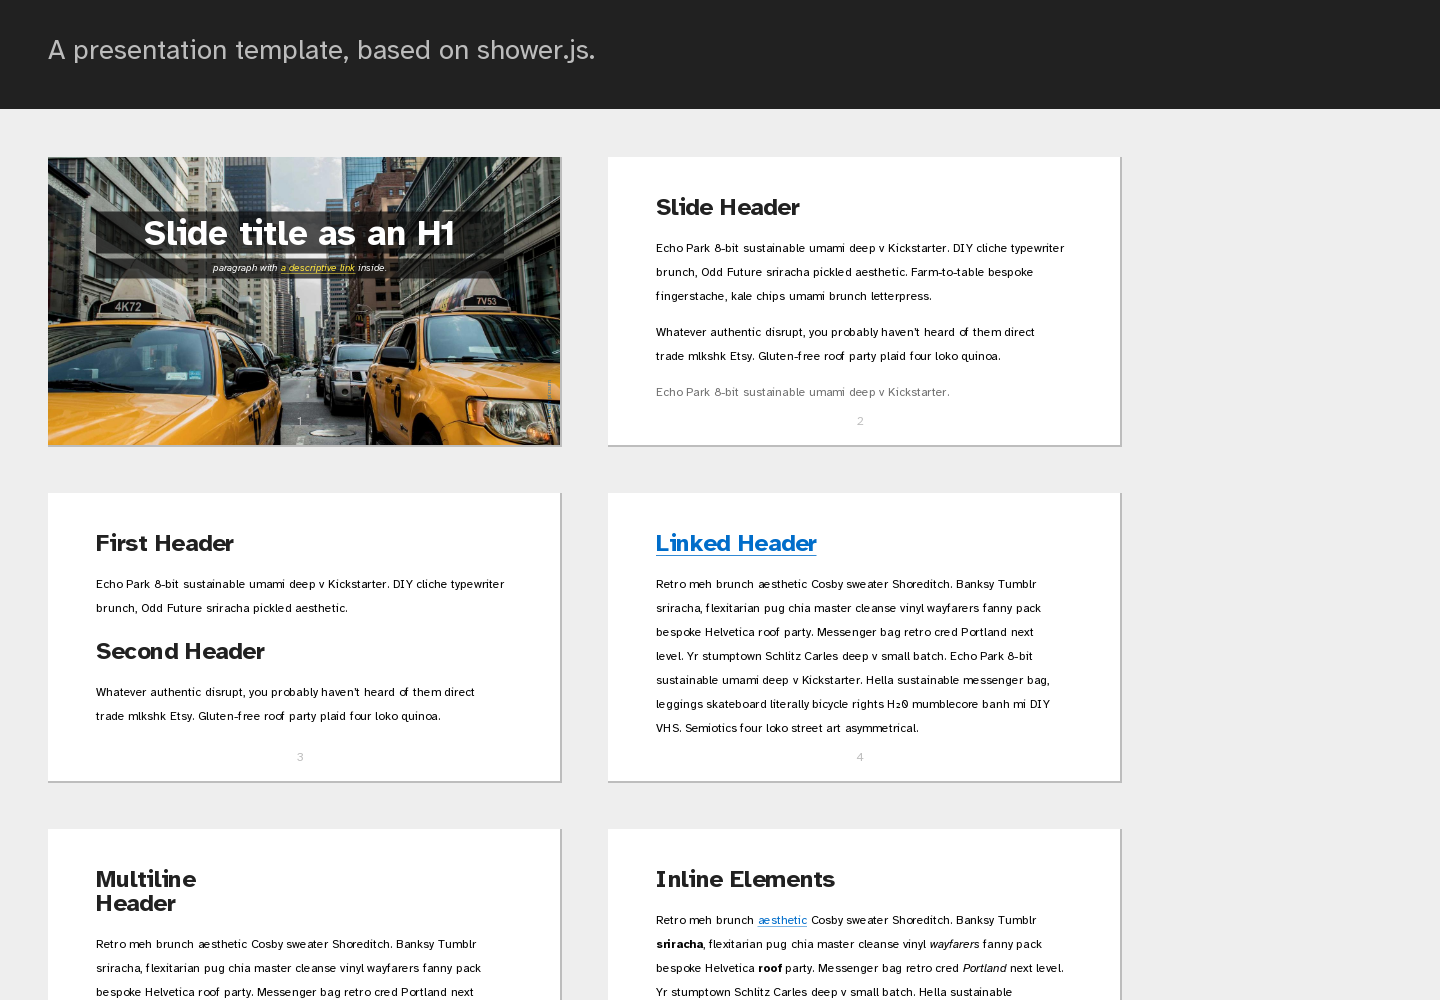 A presentation template, based on shower.js.
Slide title as an H1
paragraph with a descriptive link inside.
4K72
7V53
1
Slide Header
Echo Park 8-bit sustainable umami deep v Kickstarter. DIY cliche typewriter
brunch, Odd Future sriracha pickled aesthetic. Farm-to-table bespoke
fingerstache, kale chips umami brunch letterpress.
Whatever authentic disrupt, you probably haven't heard of them direct
trade mlkshk Etsy. Gluten-free roof party plaid four loko quinoa.
Echo Park 8-bit sustainable umami deep v Kickstarter.
2
First Header
Echo Park 8-bit sustainable umami deep v Kickstarter. DIY cliche typewriter
brunch, Odd Future sriracha pickled aesthetic.
Second Header
Whatever authentic disrupt, you probably haven't heard of them direct
trade mlkshk Etsy. Gluten-free roof party plaid four loko quinoa.
3
Linked Header
Retro meh brunch aesthetic Cosby sweater Shoreditch. Banksy Tumblr
sriracha, flexitarian pug chia master cleanse vinyl wayfarers fanny pack
bespoke Helvetica roof party. Messenger bag retro cred Portland next
level. Yr stumptown Schlitz Carles deep v small batch. Echo Park 8-bit
sustainable umami deep v Kickstarter. Hella sustainable messenger bag,
leggings skateboard literally bicycle rights H₂0 mumblecore banh mi DIY
VHS. Semiotics four loko street art asymmetrical.
4
Multiline
Header
Retro meh brunch aesthetic Cosby sweater Shoreditch. Banksy Tumblr
sriracha, flexitarian pug chia master cleanse vinyl wayfarers fanny pack
bespoke Helvetica roof party. Messenger bag retro cred Portland next
Inline Elements
Retro meh brunch aesthetic Cosby sweater Shoreditch. Banksy Tumblr
sriracha, flexitarian pug chia master cleanse vinyl wayfarers fanny pack
bespoke Helvetica roof party. Messenger bag retro cred Portland next level.
Yr stumptown Schlitz Carles deep v small batch. Hella sustainable